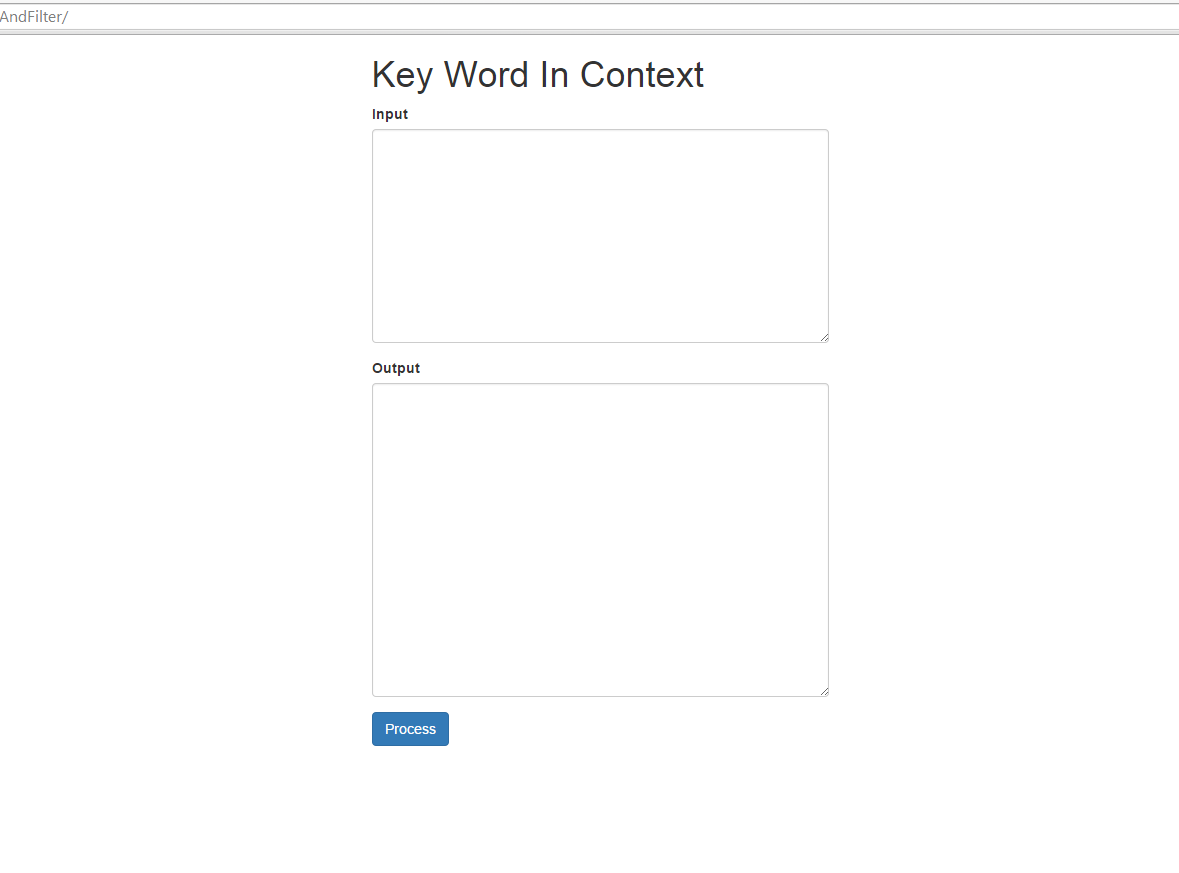 AndFilter/
Key Word In Context
Input
Output
Process